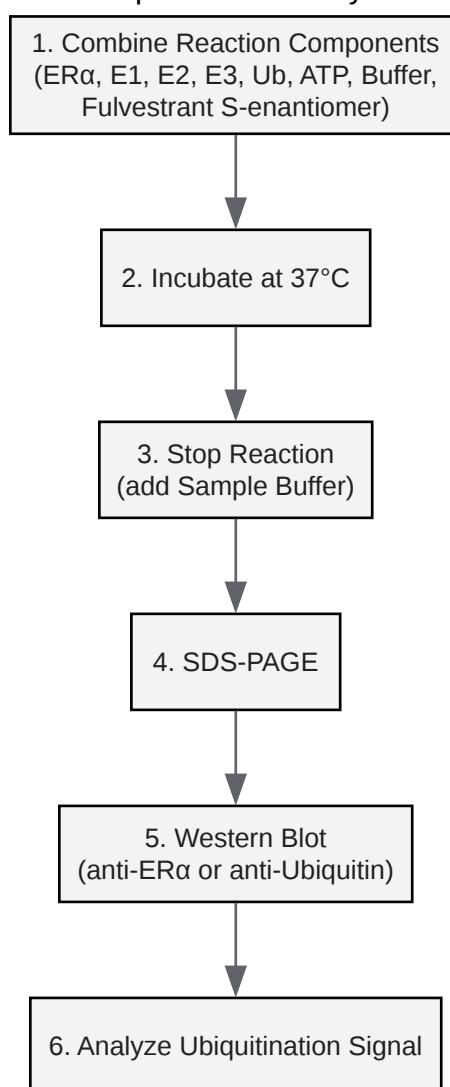 1. Combine Reaction Components
(ERα, E1, E2, E3, Ub, ATP, Buffer,
Fulvestrant S-enantiomer)
2. Incubate at 37°C
3. Stop Reaction
(add Sample Buffer)
4. SDS-PAGE
5. Western Blot
(anti-ERα or anti-Ubiquitin)
6. Analyze Ubiquitination Signal